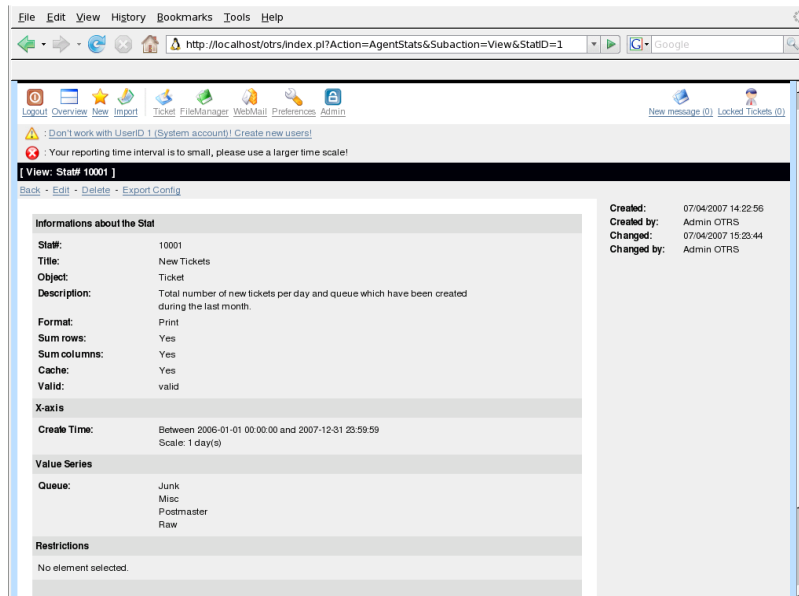 File Edit View History Bookmarks Tools Help
http://localhost/otrs/index.pl?Action=AgentStats&Subaction=View&StatID=1 G Google
Logout Overview New Import Ticket FileManager WebMail Preferences Admin New message (0) Locked Tickets (0)
: Don't work with UserID 1 (System account)! Create new users!
: Your reporting time interval is to small, please use a larger time scale!
[ View: Stat# 10001 ]
Back - Edit - Delete - Export Config
Created: 07/04/2007 14:22:56
Created by: Admin OTRS
Changed: 07/04/2007 15:23:44
Changed by: Admin OTRS
Informations about the Stat
Stat#: 10001
Title: New Tickets
Object: Ticket
Description: Total number of new tickets per day and queue which have been created
during the last month.
Format: Print
Sum rows: Yes
Sum columns: Yes
Cache: Yes
Valid: valid
X-axis
Create Time: Between 2006-01-01 00:00:00 and 2007-12-31 23:59:59
Scale: 1 day(s)
Value Series
Queue: Junk
Misc
Postmaster
Raw
Restrictions
No element selected.